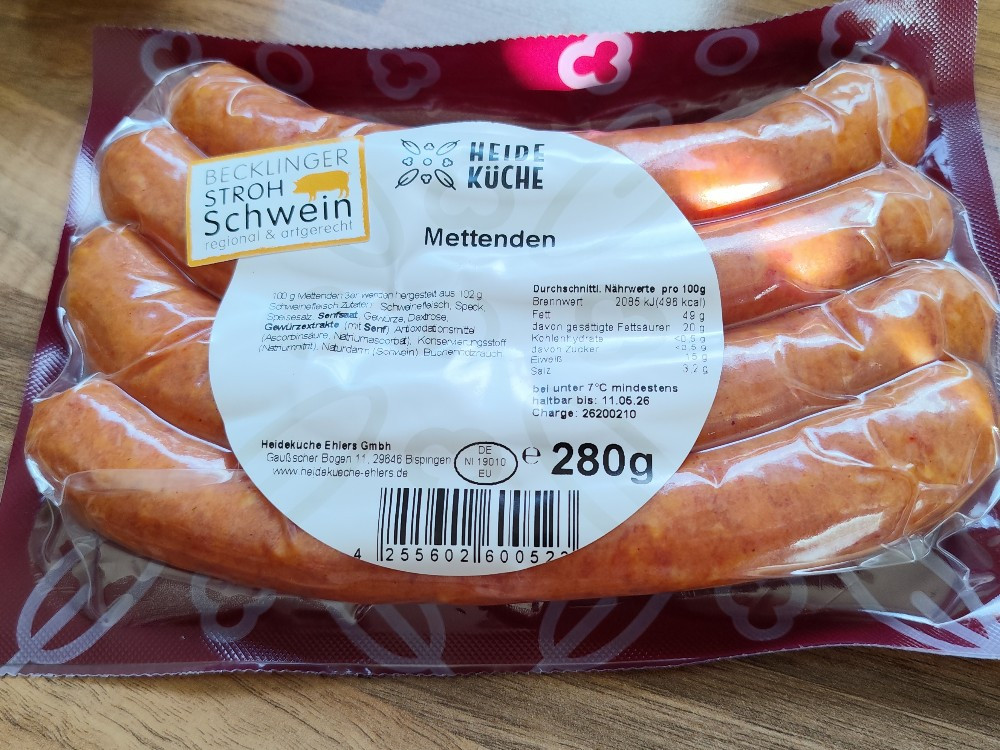 BECKLINGER
STROH
Schwein
regional & artgerecht
HEIDE
KÜCHE
Mettenden
100 g Mettenden 3er werden hergestellt aus 102 g
Schweinefleisch Zutaten: Schweinefleisch, Speck,
Speisesalz, Senfsaat, Gewürze, Dextrose,
Gewürzextrakte (mit Senf), Antioxidationsmittel
(Ascorbinsäure, Natriumascorbat), Konservierungsstoff
(Natriumnitrit), Naturdarm (Schwein), Buchenholzrauch
Durchschnittl. Nährwerte pro 100g
Brennwert 2085 kJ(498 kcal)
Fett 49 g
davon gesättigte Fettsäuren 20 g
Kohlenhydrate <0,5 g
davon Zucker <0,5 g
Eiweiß 15 g
Salz 3,2 g
bei unter 7°C mindestens
haltbar bis: 11.05.26
Charge: 26200210
Heideküche Ehlers GmbH
Gaußscher Bogen 11, 29646 Bispingen
www.heidekueche-ehlers.de
DE
NI 19010
EU
e 280g
4 255602 60052